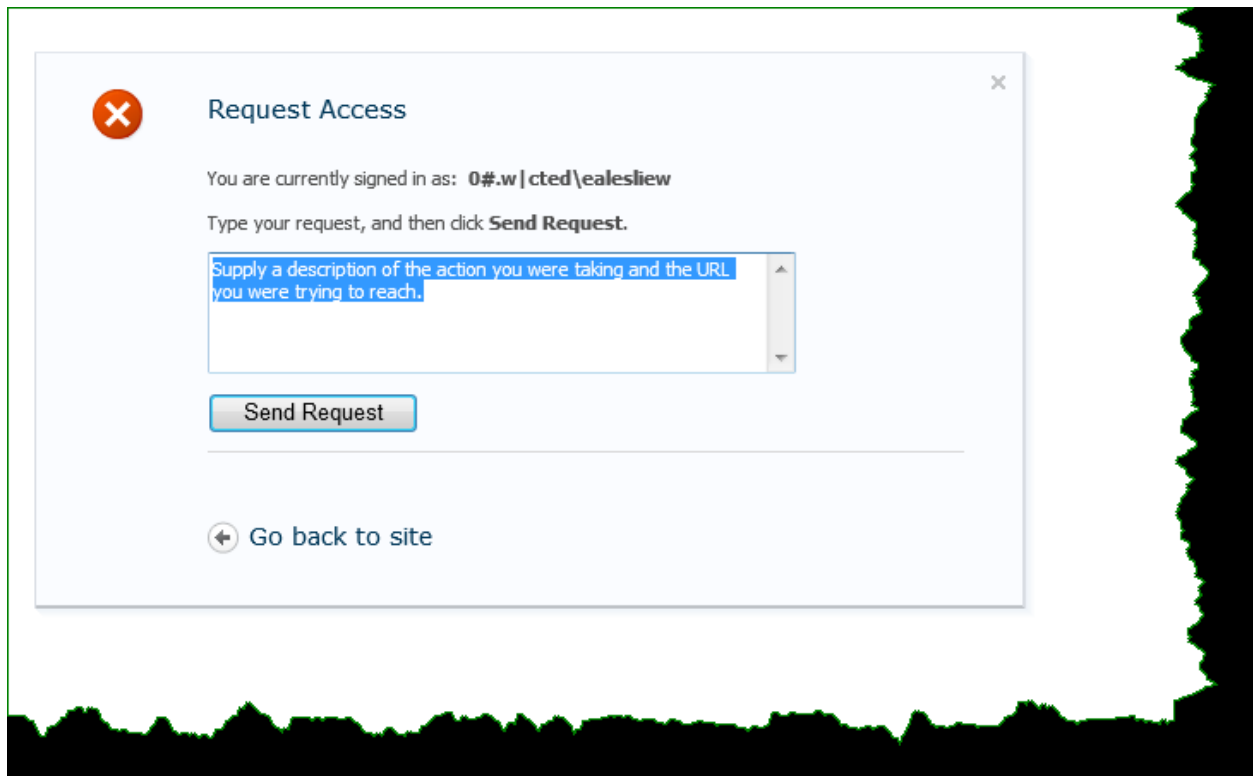 Request Access
You are currently signed in as: 0#.w|cted\ealesliew
Type your request, and then click Send Request.
Supply a description of the action you were taking and the URL
you were trying to reach.
Send Request
Go back to site